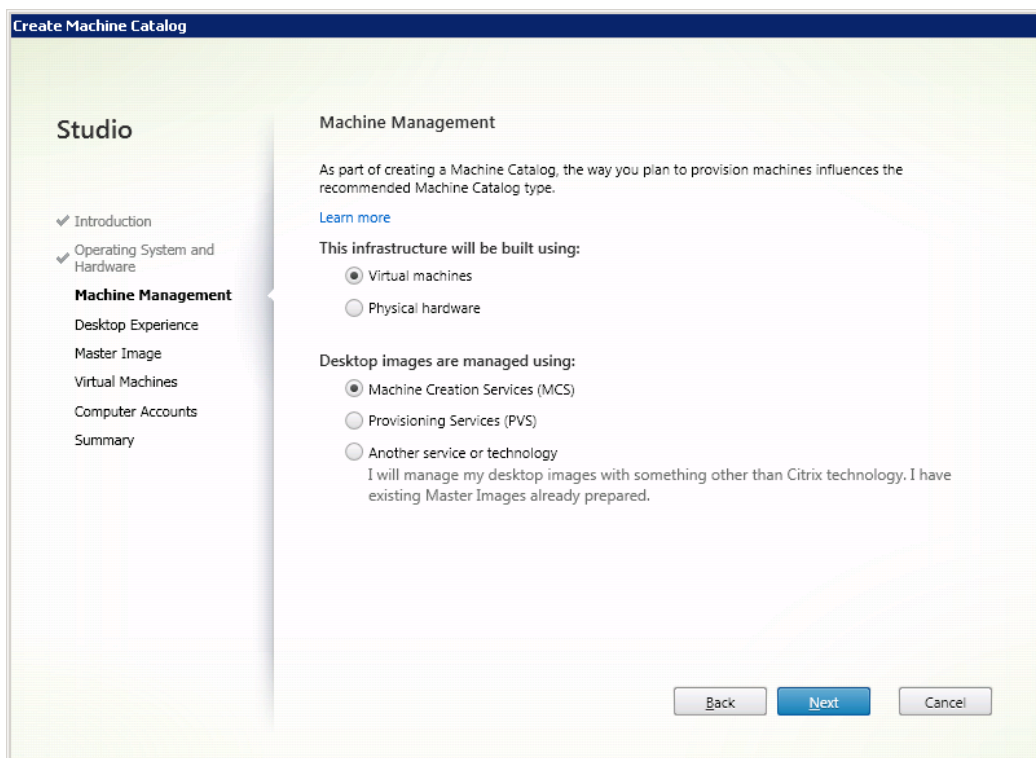 Create Machine Catalog
Studio
Introduction
Operating System and
Hardware
Machine Management
Desktop Experience
Master Image
Virtual Machines
Computer Accounts
Summary
Machine Management
As part of creating a Machine Catalog, the way you plan to provision machines influences the
recommended Machine Catalog type.
Learn more
This infrastructure will be built using:
Virtual machines
Physical hardware
Desktop images are managed using:
Machine Creation Services (MCS)
Provisioning Services (PVS)
Another service or technology
I will manage my desktop images with something other than Citrix technology. I have
existing Master Images already prepared.
Back
Next
Cancel